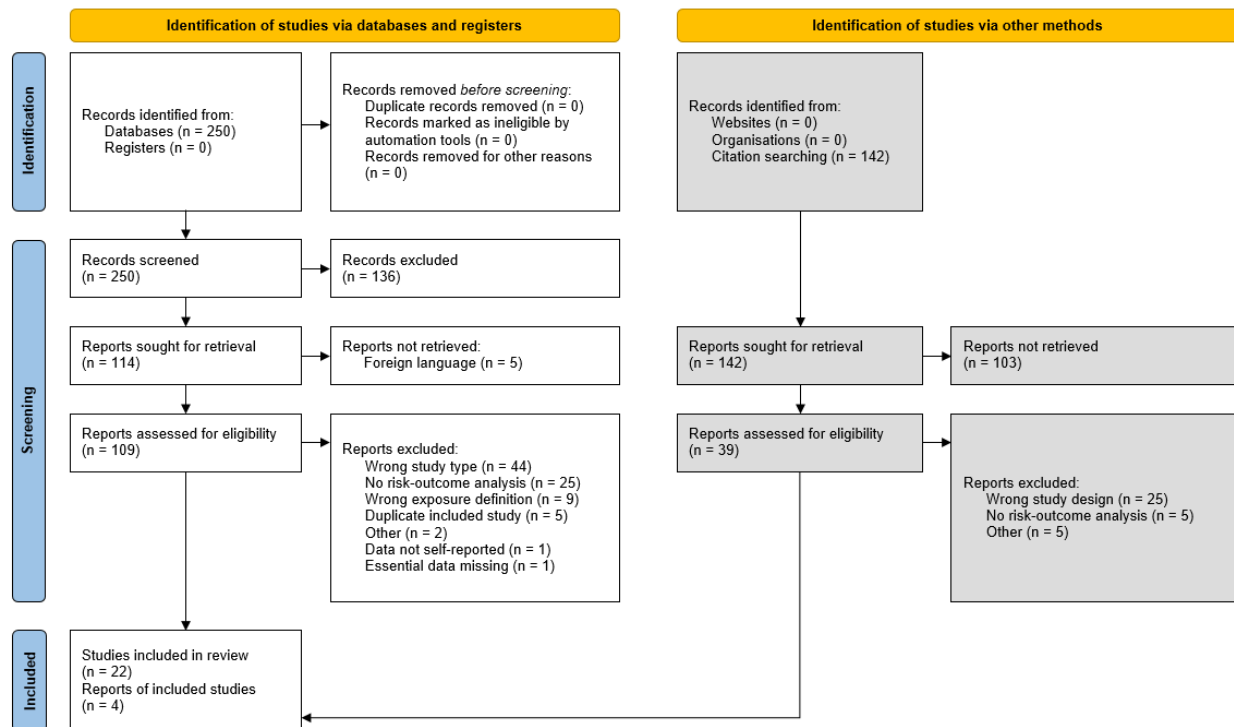 Identification of studies via databases and registers
Identification of studies via other methods
Identification
Records identified from:
Databases (n = 250)
Registers (n = 0)
Records removed before screening:
Duplicate records removed (n = 0)
Records marked as ineligible by
automation tools (n = 0)
Records removed for other reasons
(n = 0)
Records identified from:
Websites (n = 0)
Organisations (n = 0)
Citation searching (n = 142)
Screening
Records screened
(n = 250)
Records excluded
(n = 136)
Reports sought for retrieval
(n = 114)
Reports not retrieved:
Foreign language (n = 5)
Reports sought for retrieval
(n = 142)
Reports not retrieved
(n = 103)
Reports assessed for eligibility
(n = 109)
Reports excluded:
Wrong study type (n = 44)
No risk-outcome analysis (n = 25)
Wrong exposure definition (n = 9)
Duplicate included study (n = 5)
Other (n = 2)
Data not self-reported (n = 1)
Essential data missing (n = 1)
Reports assessed for eligibility
(n = 39)
Reports excluded:
Wrong study design (n = 25)
No risk-outcome analysis (n = 5)
Other (n = 5)
Included
Studies included in review
(n = 22)
Reports of included studies
(n = 4)